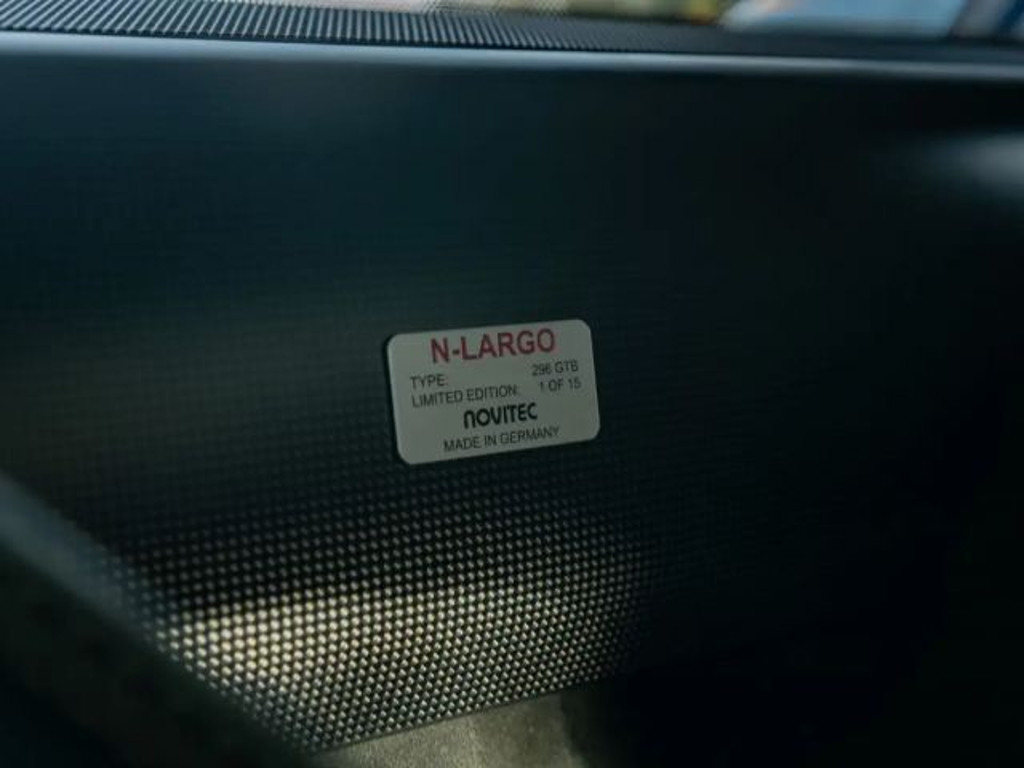 N-LARGO
TYPE: 296 GTB
LIMITED EDITION: 1 OF 15
NOVITEC
MADE IN GERMANY